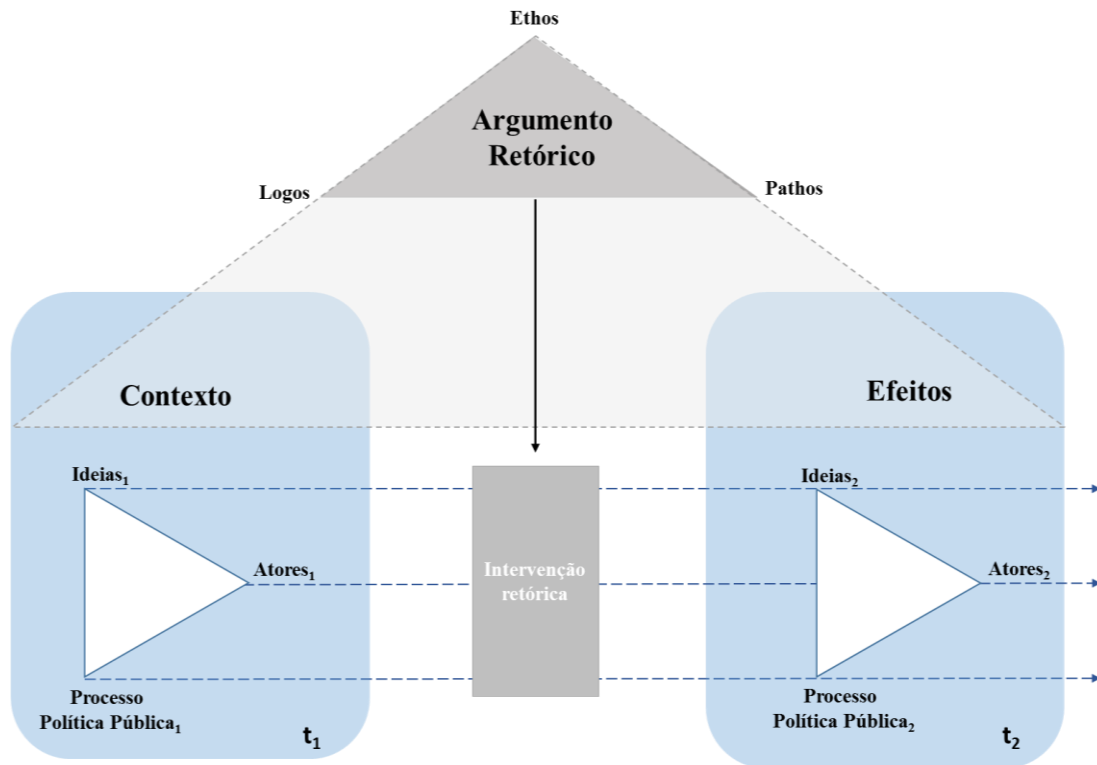 Ethos
Argumento
Retórico
Logos
Pathos
Contexto
Efeitos
Ideias₁
Ideias₂
Atores₁
Intervenção
retórica
Atores₂
Processo
Política Pública₁
Processo
Política Pública₂
t₁
t₂